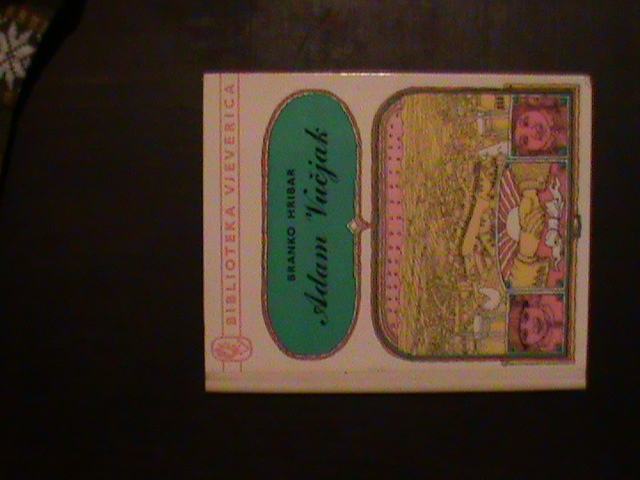 BIBLIOTEKA VJEVERICA
BRANKO HRIBAR
Adam Vučjak